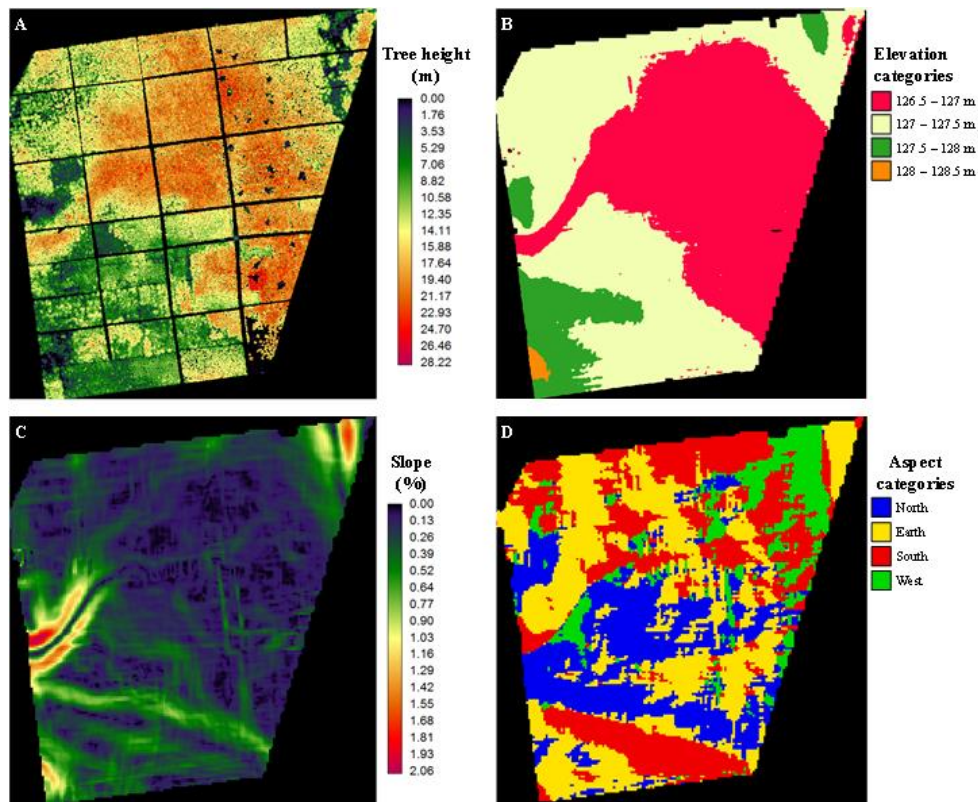 A
Tree height
(m)
0.00
1.76
3.53
5.29
7.06
8.82
10.58
12.35
14.11
15.88
17.64
19.40
21.17
22.93
24.70
26.46
28.22
B
Elevation
categories
126.5 – 127 m
127 – 127.5 m
127.5 – 128 m
128 – 128.5 m
C
Slope
(%)
0.00
0.13
0.26
0.39
0.52
0.64
0.77
0.90
1.03
1.16
1.29
1.42
1.55
1.68
1.81
1.93
2.06
D
Aspect
categories
North
Earth
South
West